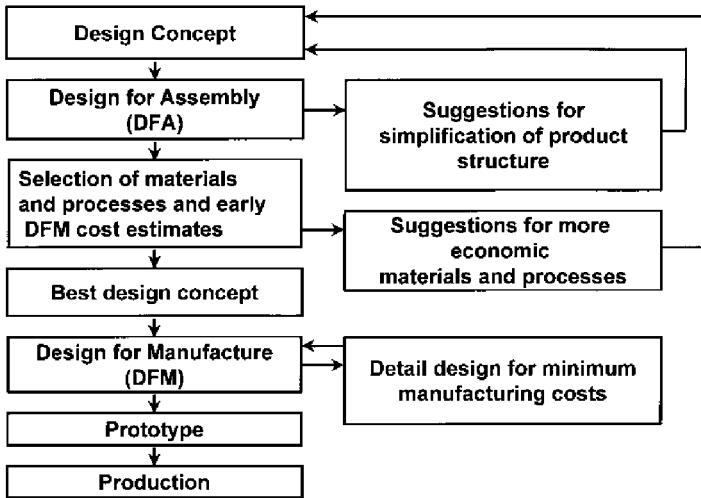 Design Concept
Design for Assembly
(DFA)
Suggestions for
simplification of product
structure
Selection of materials
and processes and early
DFM cost estimates
Suggestions for more
economic
materials and processes
Best design concept
Design for Manufacture
(DFM)
Detail design for minimum
manufacturing costs
Prototype
Production